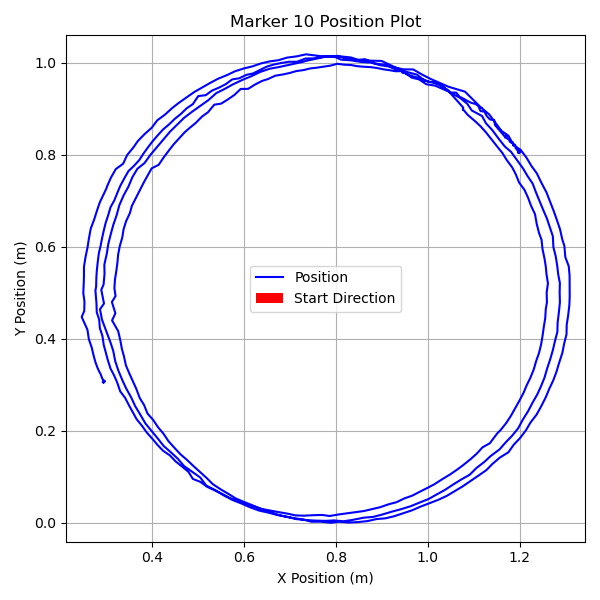 Marker 10 Position Plot
1.0
0.8
0.6
0.4
0.2
0.0
Y Position (m)
Position
Start Direction
0.4 0.6 0.8 1.0 1.2
X Position (m)